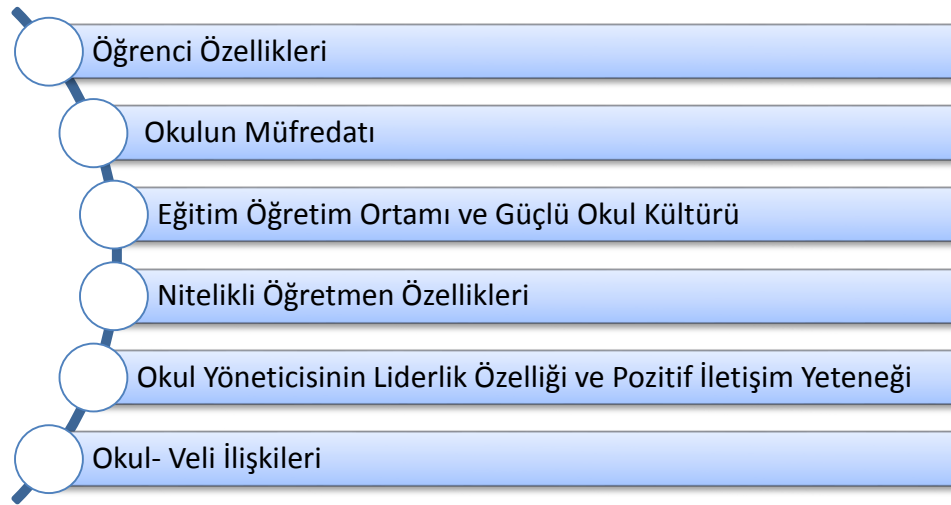 Öğrenci Özellikleri
Okulun Müfredatı
Eğitim Öğretim Ortamı ve Güçlü Okul Kültürü
Nitelikli Öğretmen Özellikleri
Okul Yöneticisinin Liderlik Özelliği ve Pozitif İletişim Yeteneği
Okul- Veli İlişkileri